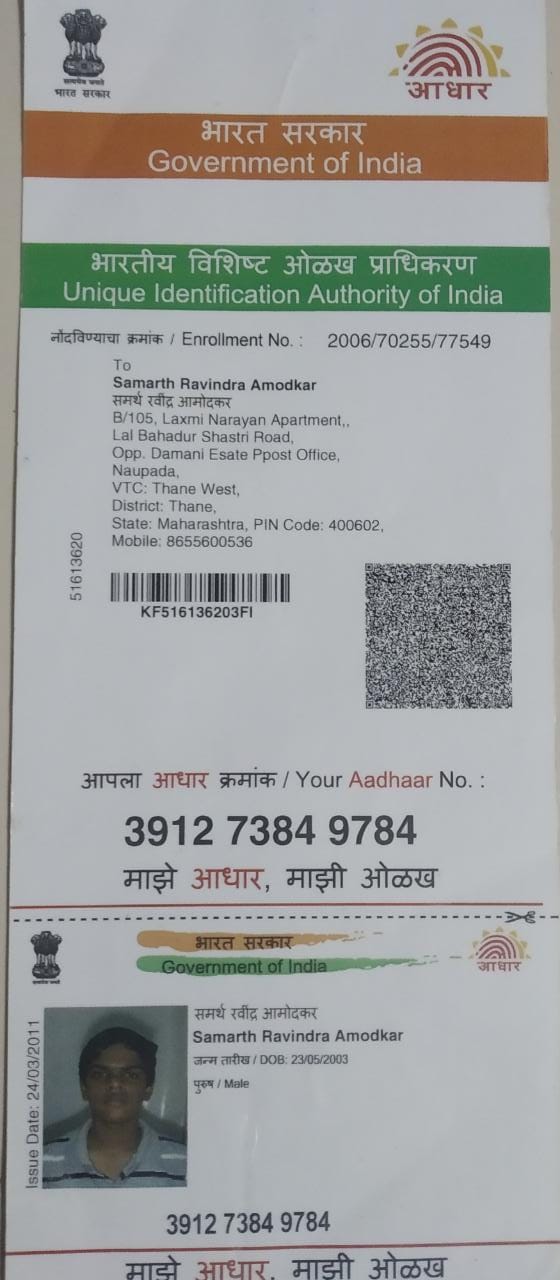 सत्यमेव जयते
भारत सरकार
आधार
भारत सरकार
Government of India
भारतीय विशिष्ट ओळख प्राधिकरण
Unique Identification Authority of India
नोंदविण्याचा क्रमांक / Enrollment No. : 2006/70255/77549
To
Samarth Ravindra Amodkar
समर्थ रवींद्र आमोदकर
B/105, Laxmi Narayan Apartment,,
Lal Bahadur Shastri Road,
Opp. Damani Esate Ppost Office,
Naupada,
VTC: Thane West,
District: Thane,
State: Maharashtra, PIN Code: 400602,
Mobile: 8655600536
51613620
KF516136203FI
आपला आधार क्रमांक / Your Aadhaar No. :
3912 7384 9784
माझे आधार, माझी ओळख
भारत सरकार
Government of India
आधार
Issue Date: 24/03/2011
समर्थ रवींद्र आमोदकर
Samarth Ravindra Amodkar
जन्म तारीख / DOB: 23/05/2003
पुरुष / Male
3912 7384 9784
माझे आधार, माझी ओळख